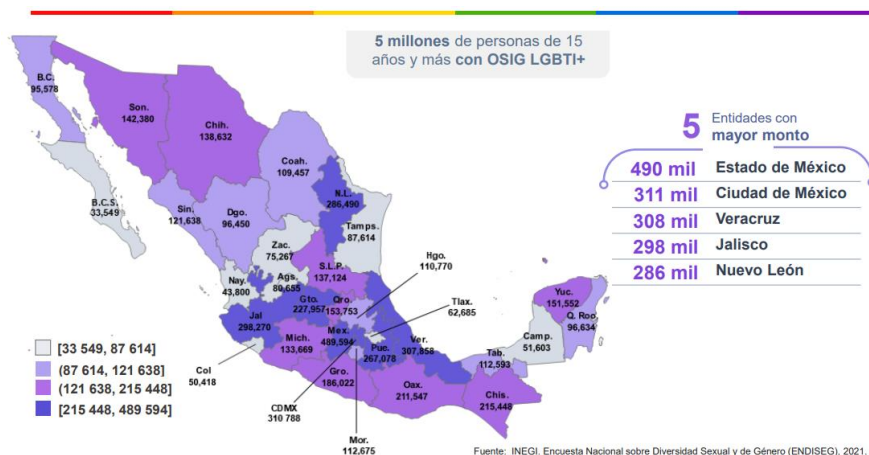 5 millones de personas de 15
años y más con OSIG LGBTI+
B.C.
95,578
Son.
142,380
Chih.
138,632
Coah.
109,457
B.C.S.
33,549
Sin.
121,638
Dgo.
96,450
N.L.
286,490
Tamps.
87,614
Zac.
75,267
S.L.P.
137,124
Nay.
43,800
Ags.
80,655
Hgo.
110,770
Gto.
227,957
Qro.
153,753
Tlax.
62,685
Jal
298,270
Mich.
133,669
Mex.
489,594
Pue.
267,078
Ver.
307,858
Yuc.
151,552
Q. Roo.
96,634
Camp.
51,603
Tab.
112,593
Col
50,418
Gro.
186,022
Oax.
211,547
Chis.
215,448
CDMX
310 788
Mor.
112,675
5 Entidades con
mayor monto
490 mil Estado de México
311 mil Ciudad de México
308 mil Veracruz
298 mil Jalisco
286 mil Nuevo León
[33 549, 87 614]
(87 614, 121 638]
(121 638, 215 448]
[215 448, 489 594]
Fuente: INEGI. Encuesta Nacional sobre Diversidad Sexual y de Género (ENDISEG), 2021.